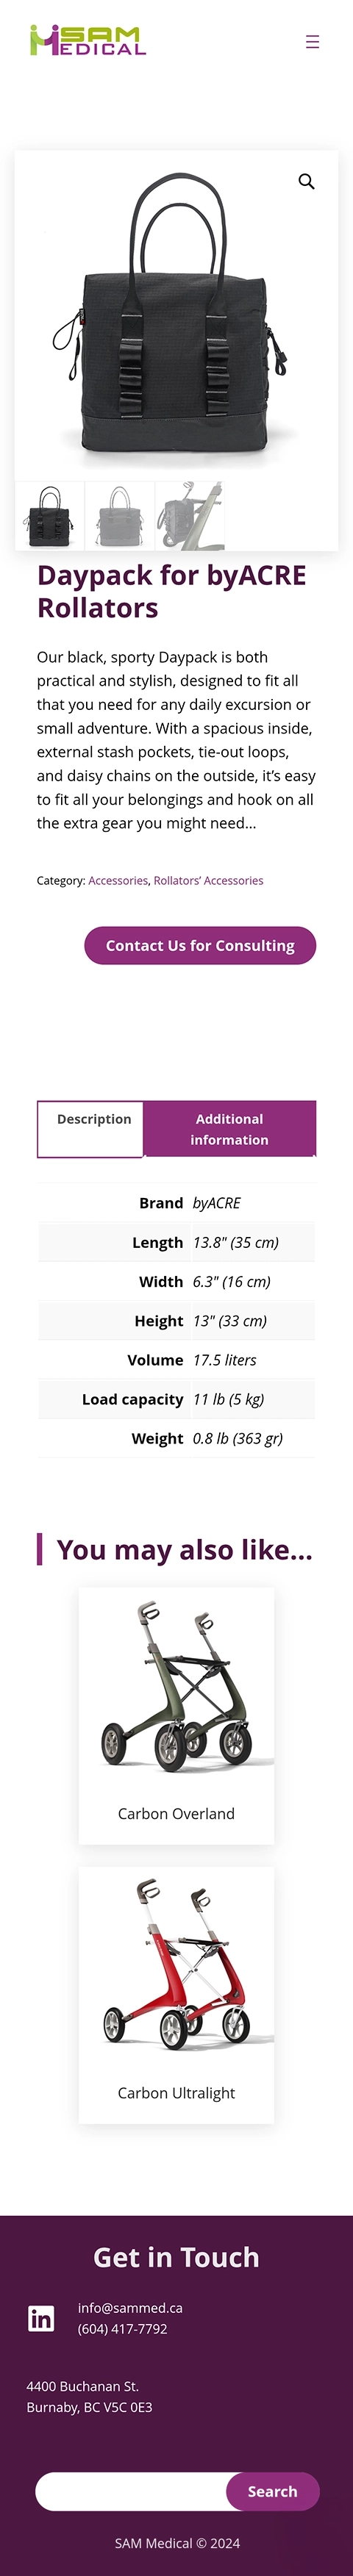 SAM
MEDICAL
Daypack for byACRE
Rollators
Our black, sporty Daypack is both
practical and stylish, designed to fit all
that you need for any daily excursion or
small adventure. With a spacious inside,
external stash pockets, tie-out loops,
and daisy chains on the outside, it’s easy
to fit all your belongings and hook on all
the extra gear you might need...
Category: Accessories, Rollators’ Accessories
Contact Us for Consulting
Description
Additional
information
Brand byACRE
Length 13.8" (35 cm)
Width 6.3" (16 cm)
Height 13" (33 cm)
Volume 17.5 liters
Load capacity 11 lb (5 kg)
Weight 0.8 lb (363 gr)
You may also like...
Carbon Overland
Carbon Ultralight
Get in Touch
in
info@sammed.ca
(604) 417-7792
4400 Buchanan St.
Burnaby, BC V5C 0E3
Search
SAM Medical © 2024